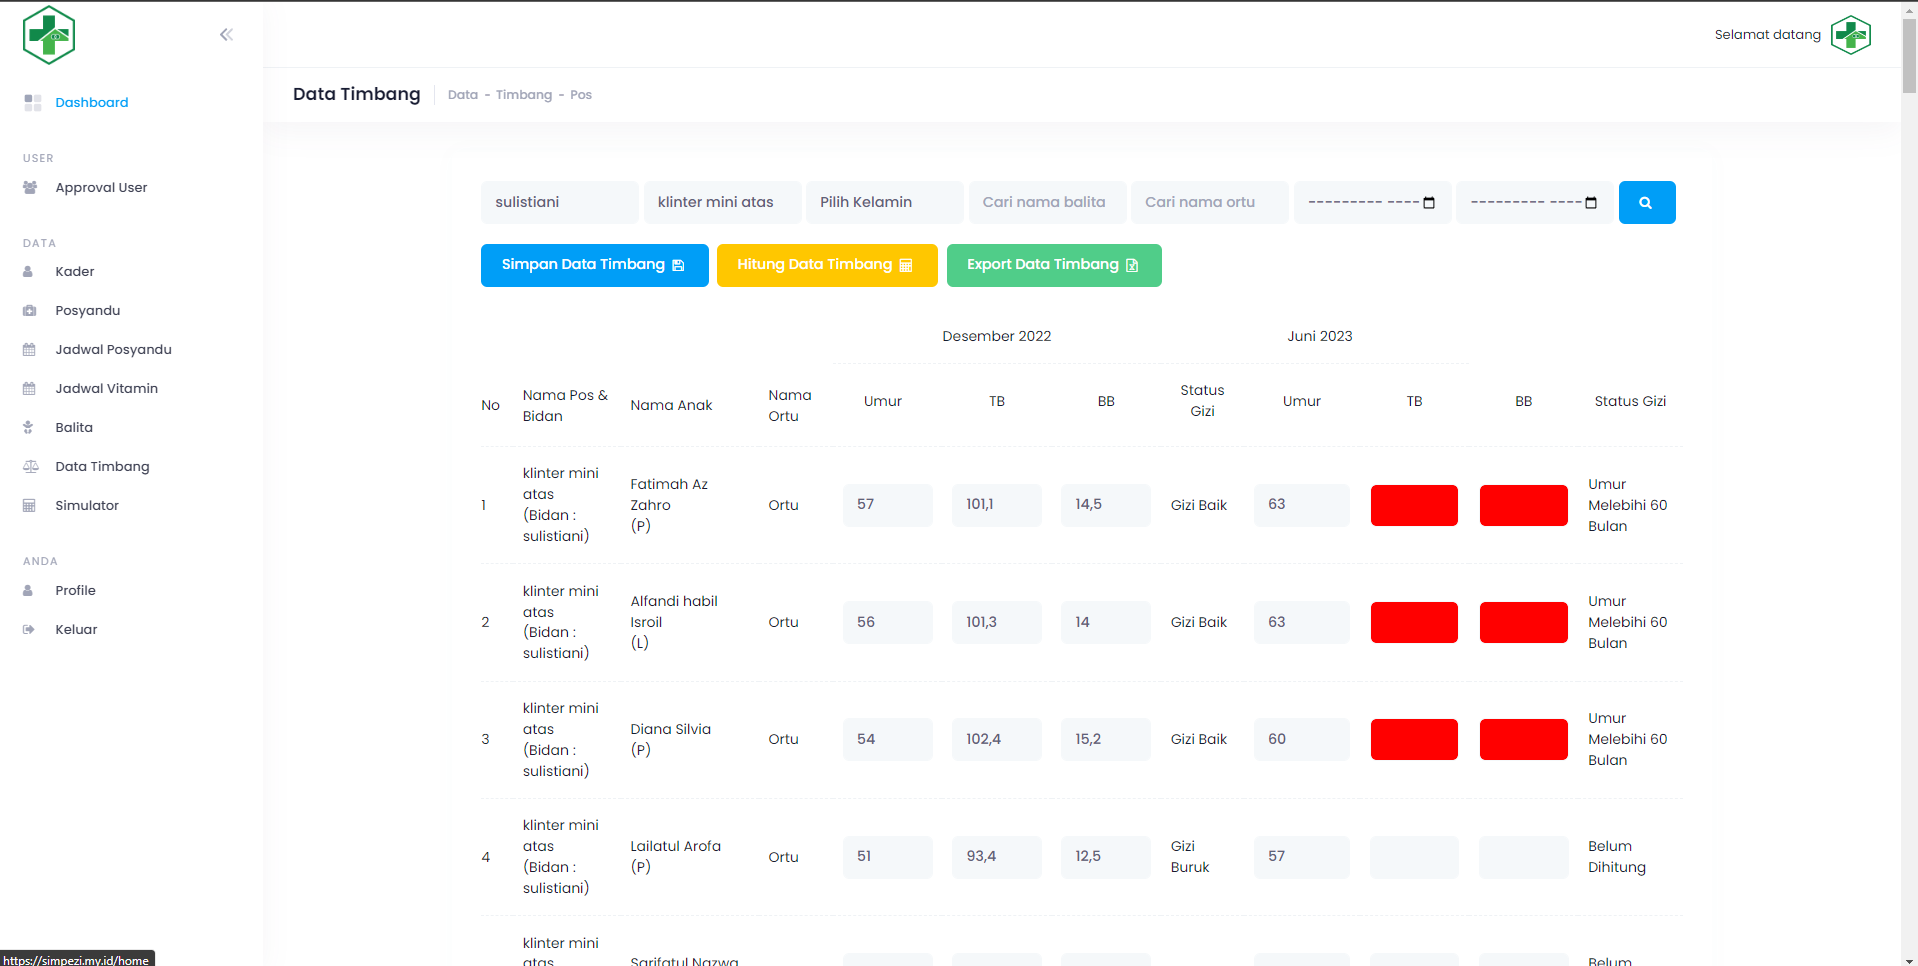 Selamat datang
Dashboard
USER
Approval User
DATA
Kader
Posyandu
Jadwal Posyandu
Jadwal Vitamin
Balita
Data Timbang
Simulator
ANDA
Profile
Keluar
https://simpezi.my.id/home
Data Timbang
Data - Timbang - Pos
sulistiani
klinter mini atas
Pilih Kelamin
Cari nama balita
Cari nama ortu
--------- ----
--------- ----
Simpan Data Timbang
Hitung Data Timbang
Export Data Timbang
Desember 2022
Juni 2023
No
Nama Pos &
Bidan
Nama Anak
Nama
Ortu
Umur
TB
BB
Status
Gizi
Umur
TB
BB
Status Gizi
1
klinter mini
atas
(Bidan :
sulistiani)
Fatimah Az
Zahro
(P)
Ortu
57
101,1
14,5
Gizi Baik
63
Umur
Melebihi 60
Bulan
2
klinter mini
atas
(Bidan :
sulistiani)
Alfandi habil
Isroil
(L)
Ortu
56
101,3
14
Gizi Baik
63
Umur
Melebihi 60
Bulan
3
klinter mini
atas
(Bidan :
sulistiani)
Diana Silvia
(P)
Ortu
54
102,4
15,2
Gizi Baik
60
Umur
Melebihi 60
Bulan
4
klinter mini
atas
(Bidan :
sulistiani)
Lailatul Arofa
(P)
Ortu
51
93,4
12,5
Gizi
Buruk
57
Belum
Dihitung
klinter mini
atas
Sarifatul Nazwa
Belum